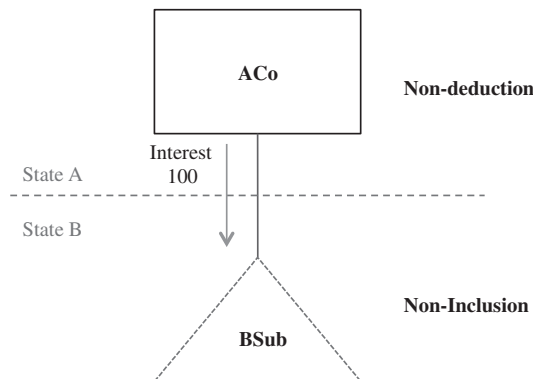 ACo
Non-deduction
Interest
100
State A
State B
Non-Inclusion
BSub